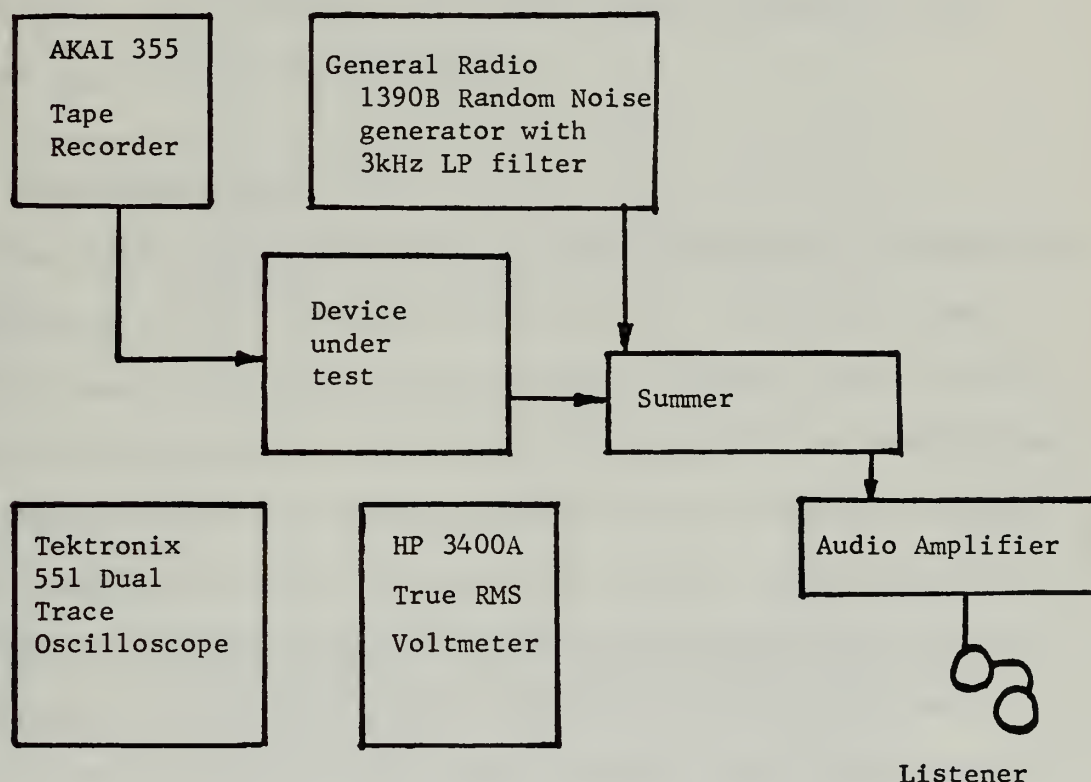 AKAI 355
Tape
Recorder
General Radio
1390B Random Noise
generator with
3kHz LP filter
Device
under
test
Summer
Tektronix
551 Dual
Trace
Oscilloscope
HP 3400A
True RMS
Voltmeter
Audio Amplifier
Listener